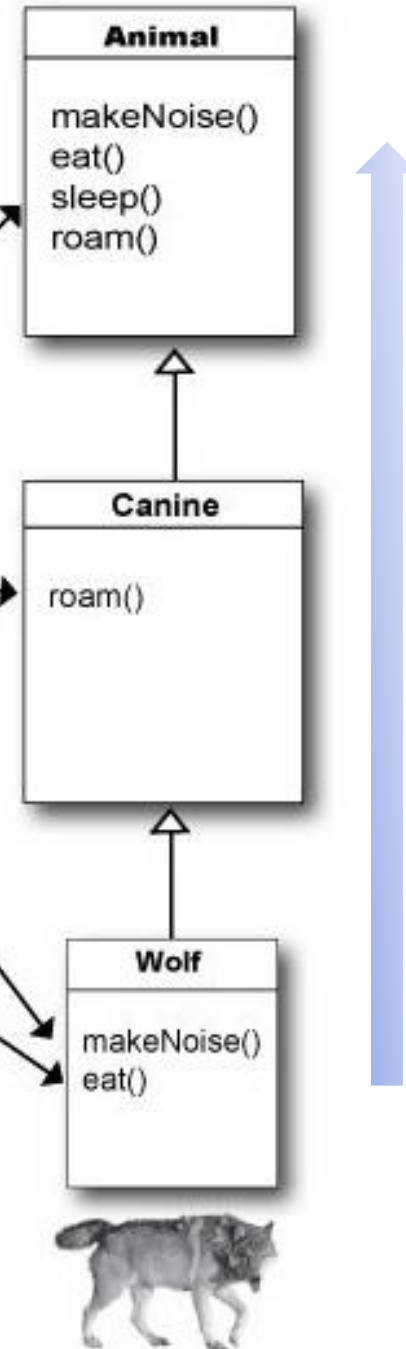 Animal
makeNoise()
eat()
sleep()
roam()
Canine
roam()
Wolf
makeNoise()
eat()